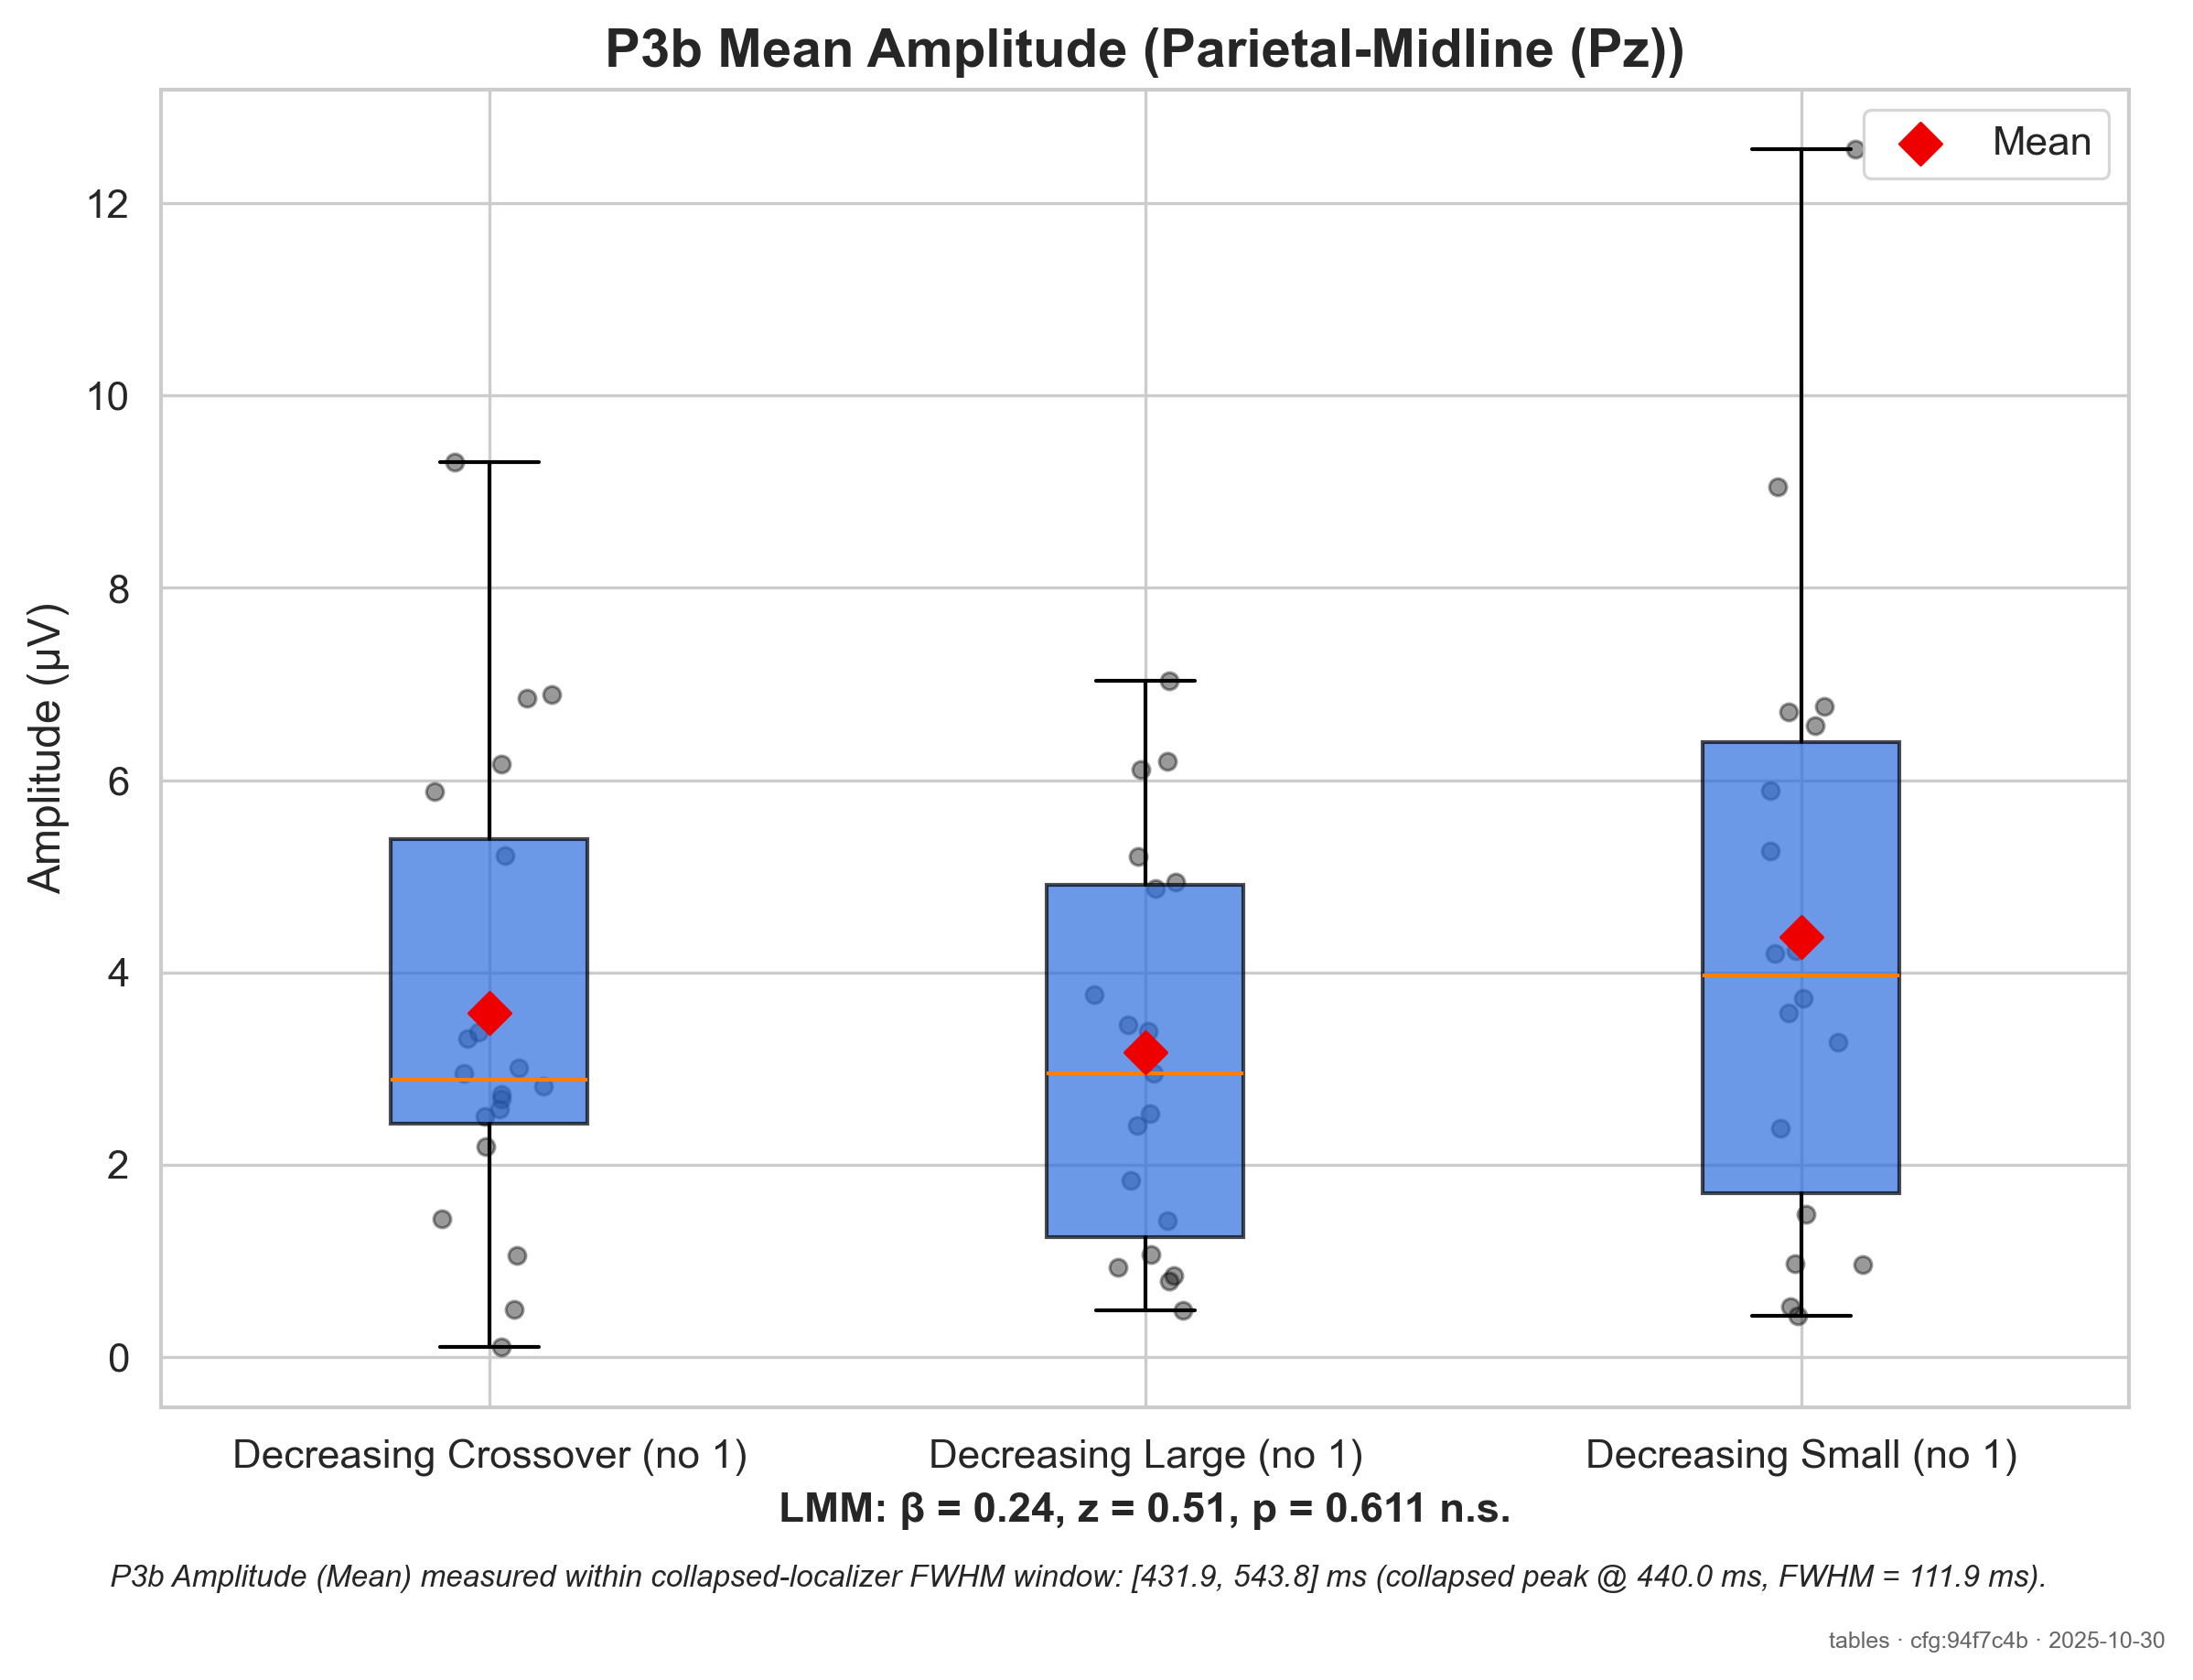 P3b Mean Amplitude (Parietal-Midline (Pz))
Mean
Amplitude (µV)
12
10
8
6
4
2
0
Decreasing Crossover (no 1) Decreasing Large (no 1) Decreasing Small (no 1)
LMM: β = 0.24, z = 0.51, p = 0.611 n.s.
P3b Amplitude (Mean) measured within collapsed-localizer FWHM window: [431.9, 543.8] ms (collapsed peak @ 440.0 ms, FWHM = 111.9 ms).
tables · cfg:94f7c4b · 2025-10-30